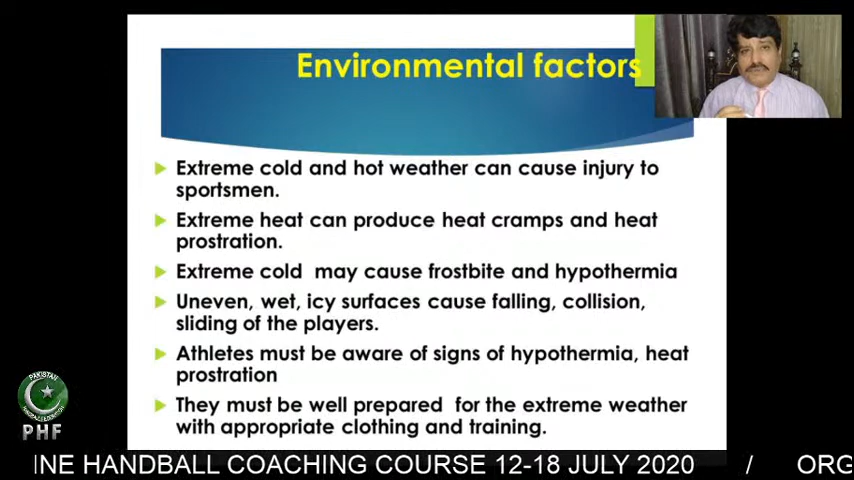 Environmental factors
Extreme cold and hot weather can cause injury to
sportsmen.
Extreme heat can produce heat cramps and heat
prostration.
Extreme cold may cause frostbite and hypothermia
Uneven, wet, icy surfaces cause falling, collision,
sliding of the players.
Athletes must be aware of signs of hypothermia, heat
prostration
They must be well prepared for the extreme weather
with appropriate clothing and training.
PAKISTAN
PHF
INE HANDBALL COACHING COURSE 12-18 JULY 2020 / ORG